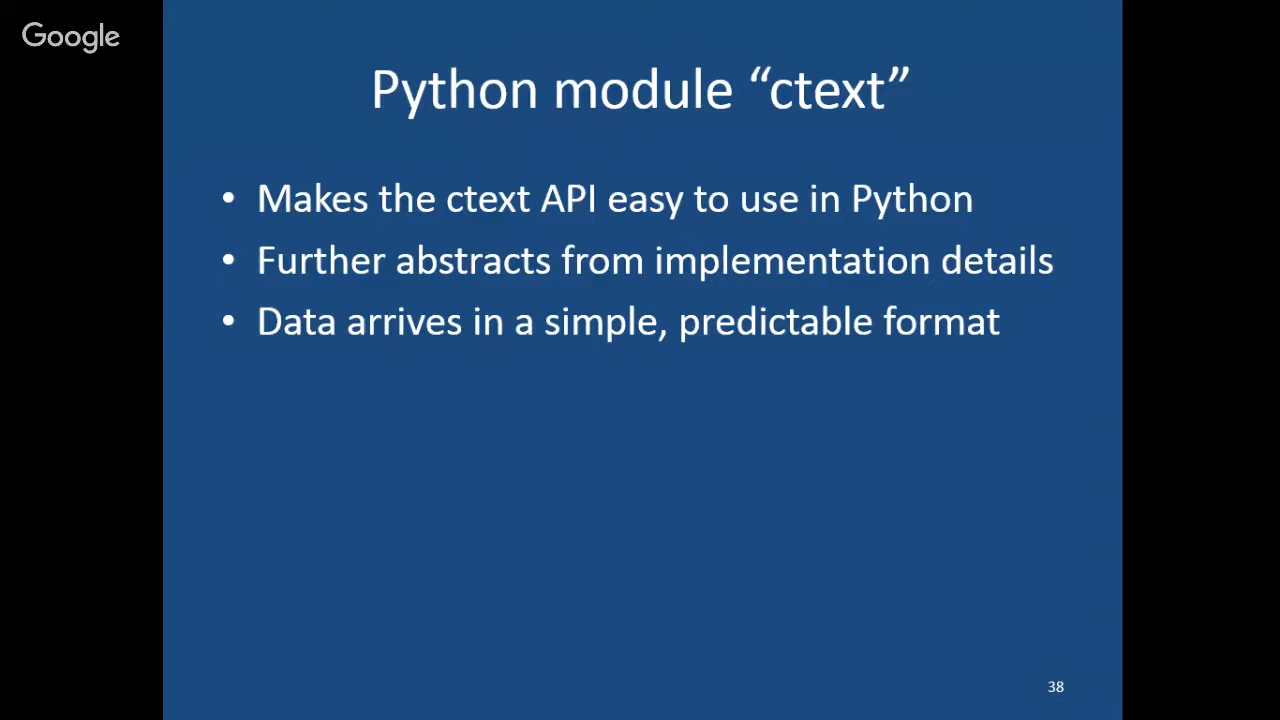 Google
Python module “ctext”
• Makes the ctext API easy to use in Python
• Further abstracts from implementation details
• Data arrives in a simple, predictable format
38